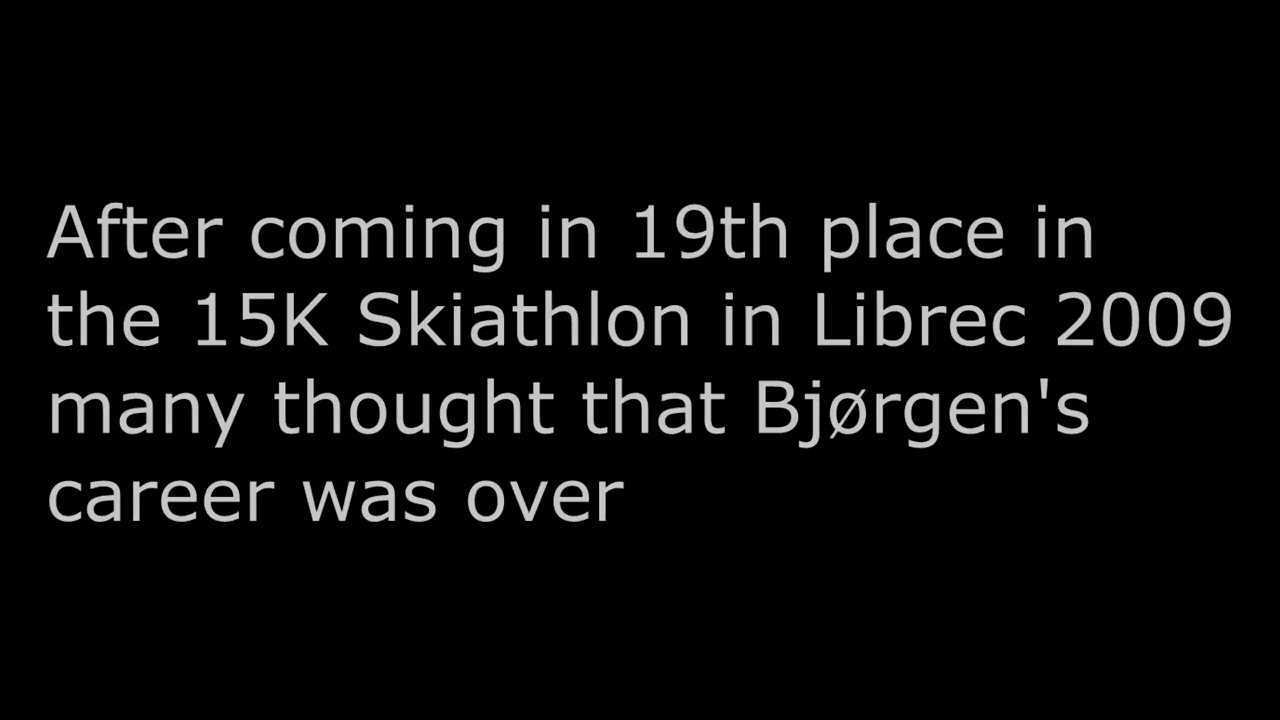 After coming in 19th place in
the 15K Skiathlon in Librec 2009
many thought that Bjørgen's
career was over